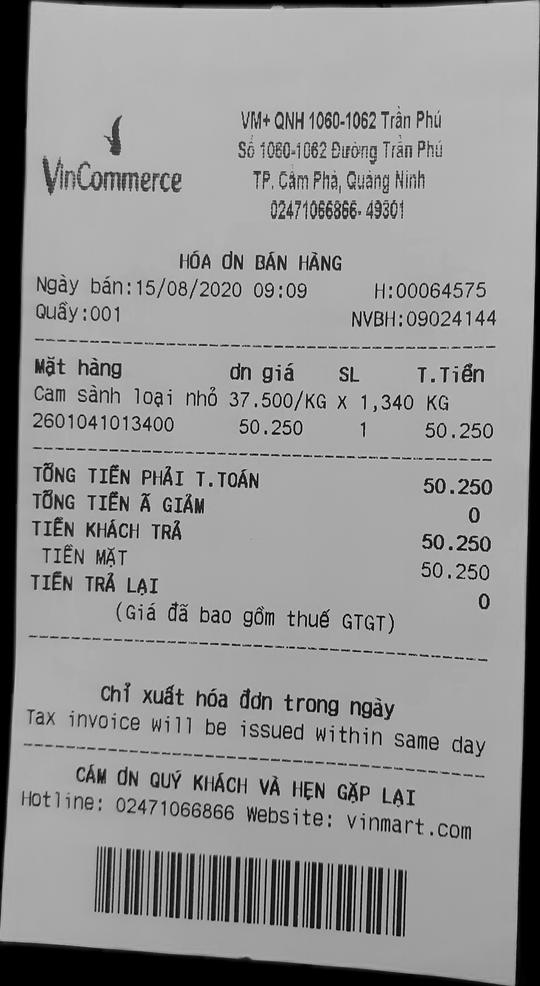 VinCommerce
VM+ QNH 1060-1062 Trần Phú
Số 1060-1062 Đường Trần Phú
TP. Cẩm Phả, Quảng Ninh
02471066866- 49301
HÓA ƠN BÁN HÀNG
Ngày bán:15/08/2020 09:09 H:00064575
Quầy:001 NVBH:09024144
Mặt hàng ơn giá SL T.Tiền
Cam sành loại nhỏ 37.500/KG X 1,340 KG
2601041013400 50.250 1 50.250
TỔNG TIỀN PHẢI T.TOÁN 50.250
TỔNG TIỀN Ã GIẢM 0
TIỀN KHÁCH TRẢ 50.250
TIỀN MẶT 50.250
TIỀN TRẢ LẠI 0
(Giá đã bao gồm thuế GTGT)
Chỉ xuất hóa đơn trong ngày
Tax invoice will be issued within same day
CÁM ƠN QUÝ KHÁCH VÀ HẸN GẶP LẠI
Hotline: 02471066866 Website: vinmart.com